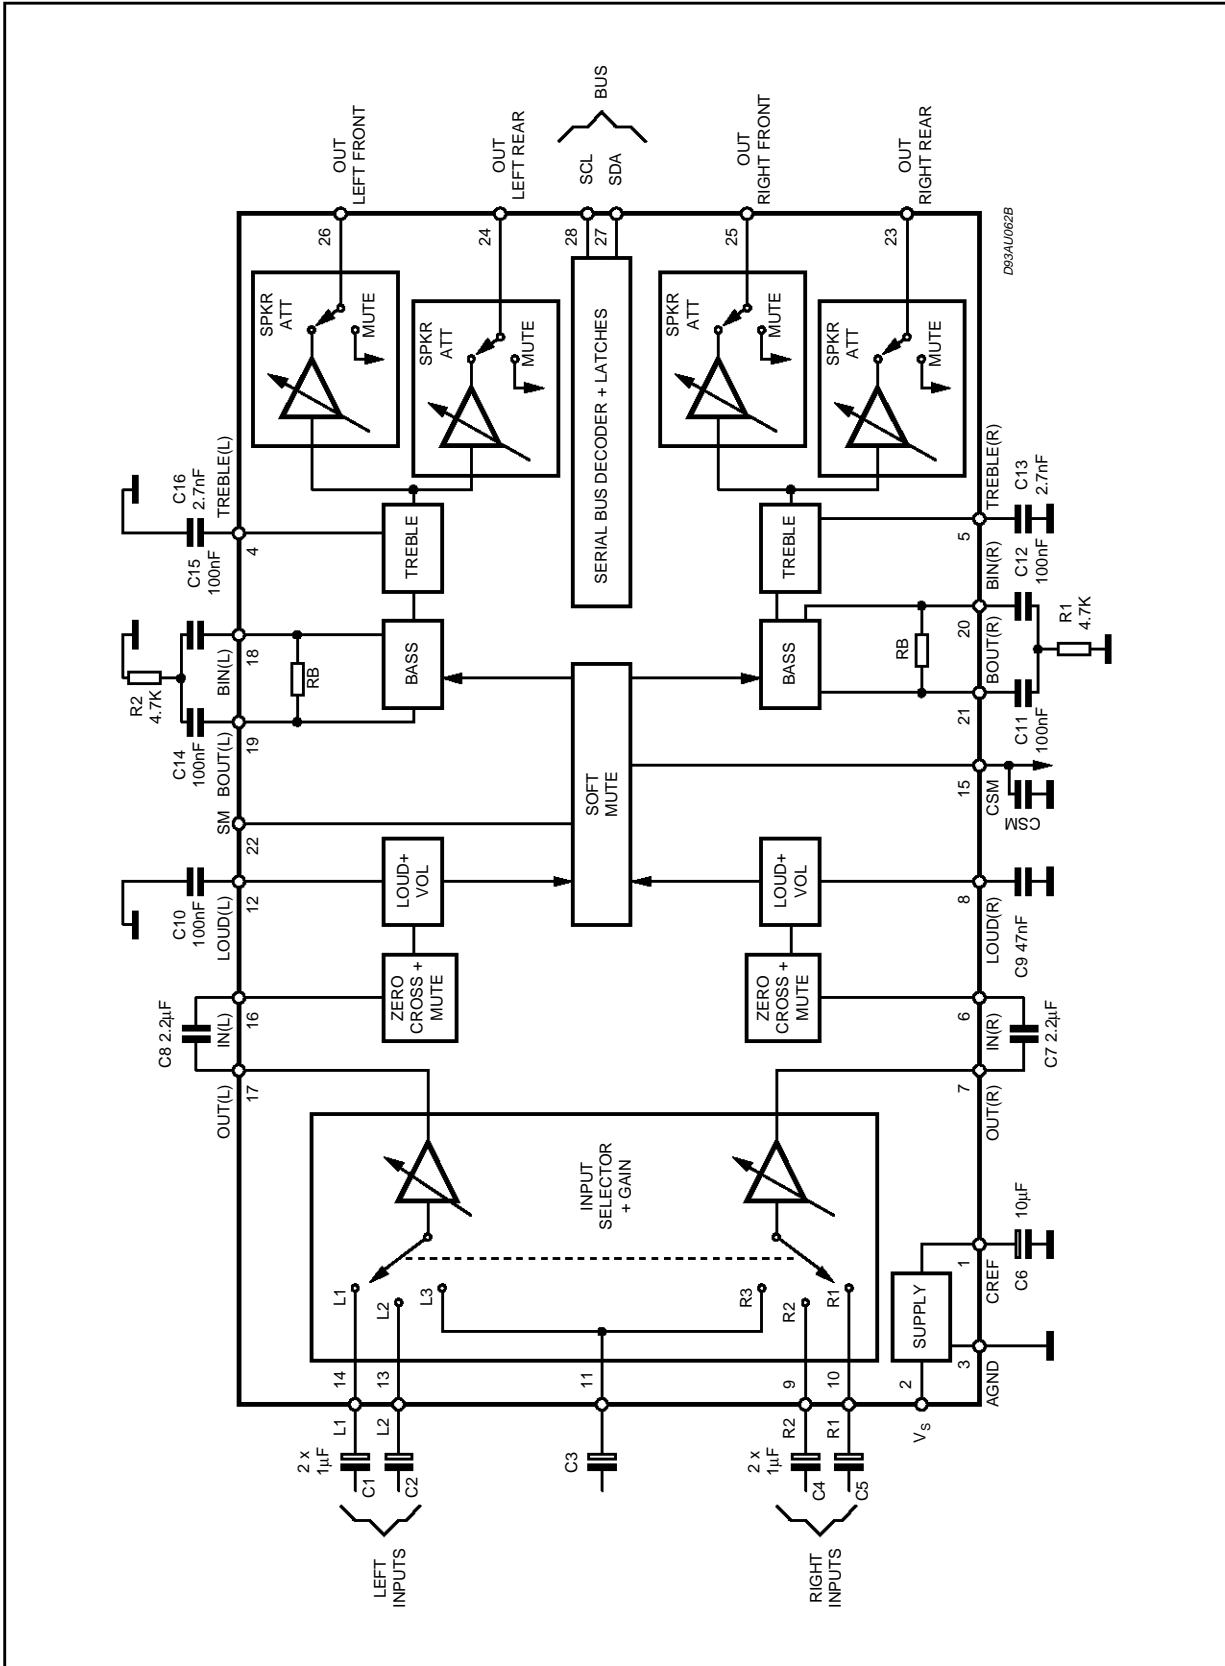 OUT
LEFT FRONT
OUT
LEFT REAR
BUS
SCL
SDA
OUT
RIGHT FRONT
OUT
RIGHT REAR
26
24
28
27
25
23
D93AU062B
SPKR
ATT
MUTE
SPKR
ATT
MUTE
SERIAL BUS DECODER + LATCHES
SPKR
ATT
MUTE
SPKR
ATT
MUTE
C16
2.7nF
TREBLE(L)
4
TREBLE
TREBLE
5
TREBLE(R)
C13
2.7nF
C15
100nF
BIN(L)
18
R2
4.7K
RB
BASS
BASS
RB
20
BIN(R)
C12
100nF
R1
4.7K
C14
100nF
BOUT(L)
19
21
BOUT(R)
C11
100nF
SM
22
SOFT
MUTE
15
CSM
CSM
C10
100nF
LOUD(L)
12
LOUD+
VOL
LOUD+
VOL
8
LOUD(R)
C9 47nF
C8 2.2µF
IN(L)
16
ZERO
CROSS +
MUTE
ZERO
CROSS +
MUTE
6
IN(R)
C7 2.2µF
OUT(L)
17
7
OUT(R)
INPUT
SELECTOR
+ GAIN
L1
L2
L3
R3
R2
R1
SUPPLY
1
CREF
C6
10µF
3
AGND
2
VS
14
13
11
9
10
L1
L2
R2
R1
2 x
1µF
C1
C2
C3
2 x
1µF
C4
C5
LEFT
INPUTS
RIGHT
INPUTS